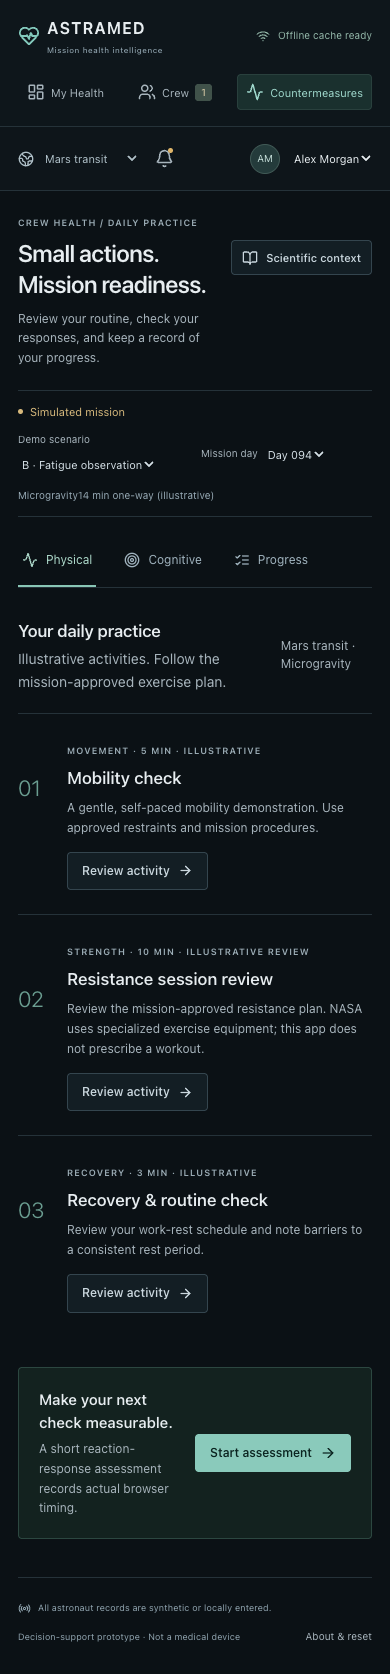 ASTRAMED
Mission health intelligence
Offline cache ready
My Health
Crew 1
Countermeasures
Mars transit
AM
Alex Morgan
CREW HEALTH / DAILY PRACTICE
Small actions.
Mission readiness.
Scientific context
Review your routine, check your
responses, and keep a record of
your progress.
Simulated mission
Demo scenario
B · Fatigue observation
Mission day Day 094
Microgravity14 min one-way (illustrative)
Physical
Cognitive
Progress
Your daily practice
Illustrative activities. Follow the
mission-approved exercise plan.
Mars transit ·
Microgravity
01
MOVEMENT · 5 MIN · ILLUSTRATIVE
Mobility check
A gentle, self-paced mobility demonstration. Use
approved restraints and mission procedures.
Review activity →
02
STRENGTH · 10 MIN · ILLUSTRATIVE REVIEW
Resistance session review
Review the mission-approved resistance plan. NASA
uses specialized exercise equipment; this app does
not prescribe a workout.
Review activity →
03
RECOVERY · 3 MIN · ILLUSTRATIVE
Recovery & routine check
Review your work-rest schedule and note barriers to
a consistent rest period.
Review activity →
Make your next
check measurable.
A short reaction-
response assessment
records actual browser
timing.
Start assessment →
All astronaut records are synthetic or locally entered.
Decision-support prototype · Not a medical device
About & reset